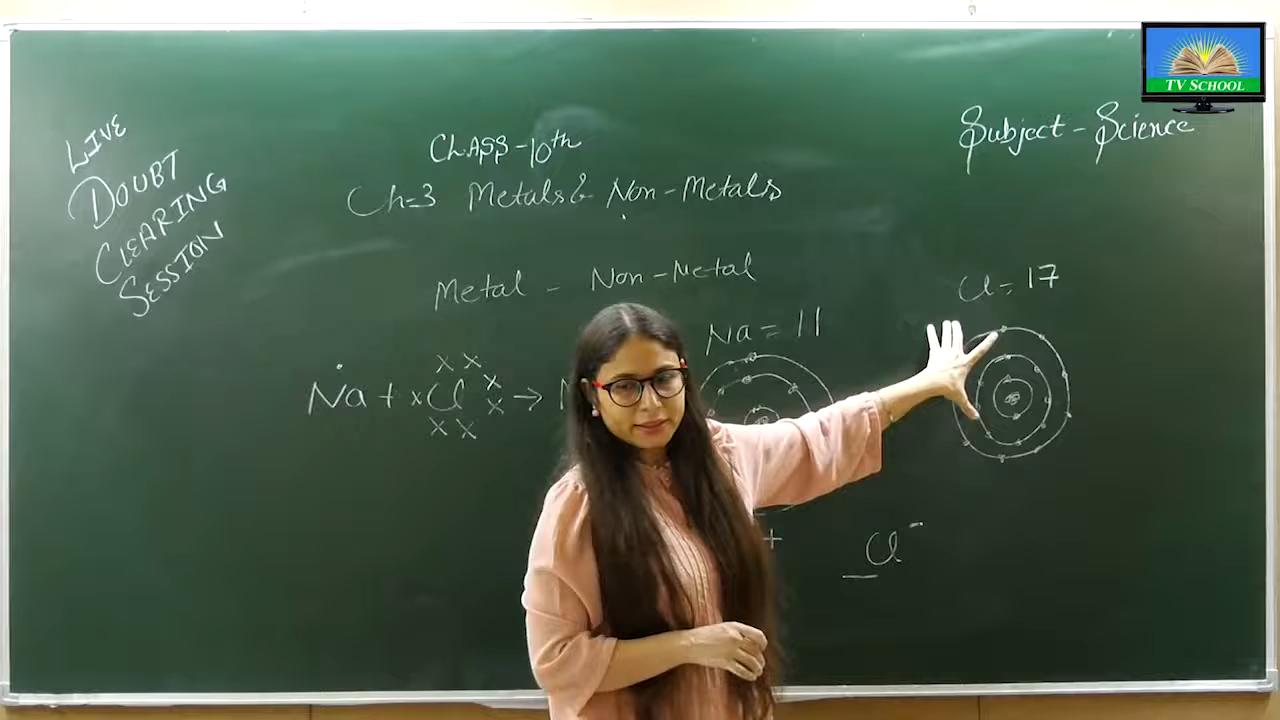 TV SCHOOL
LIVE
DOUBT
CLEARING
SESSION
CLASS-10th
Subject - Science
Ch=3 Metals & Non-Metals
Metal - Non-Metal
Cl = 17
Na = 11
Na + xCl →
+
Cl-